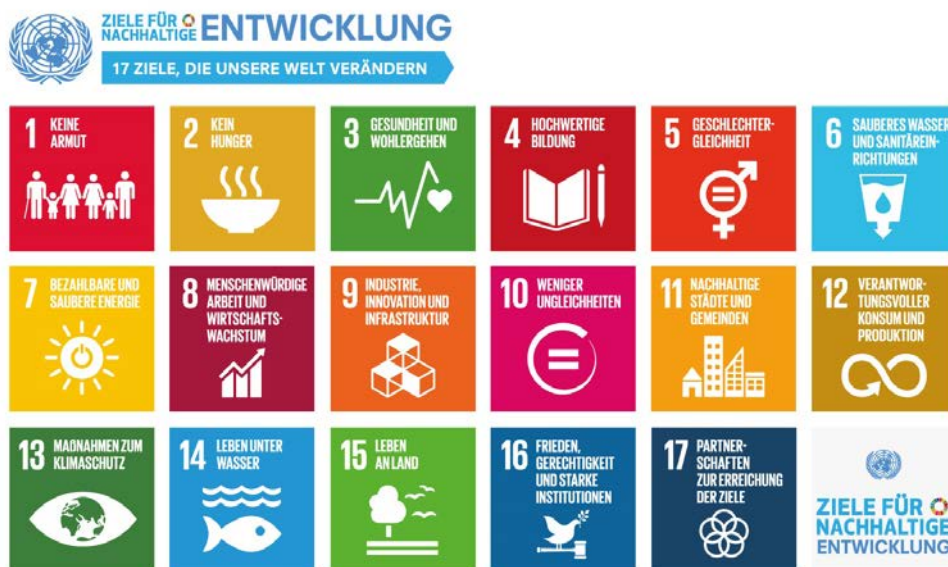 ZIELE FÜR
NACHHALTIGE ENTWICKLUNG
17 ZIELE, DIE UNSERE WELT VERÄNDERN
1 KEINE
ARMUT
2 KEIN
HUNGER
3 GESUNDHEIT UND
WOHLERGEHEN
4 HOCHWERTIGE
BILDUNG
5 GESCHLECHTER-
GLEICHHEIT
6 SAUBERES WASSER
UND SANITÄREIN-
RICHTUNGEN
7 BEZAHLBARE UND
SAUBERE ENERGIE
8 MENSCHENWÜRDIGE
ARBEIT UND
WIRTSCHAFTS-
WACHSTUM
9 INDUSTRIE,
INNOVATION UND
INFRASTRUKTUR
10 WENIGER
UNGLEICHHEITEN
11 NACHHALTIGE
STÄDTE UND
GEMEINDEN
12 VERANTWOR-
TUNGSVOLLER
KONSUM UND
PRODUKTION
13 MAßNAHMEN ZUM
KLIMASCHUTZ
14 LEBEN UNTER
WASSER
15 LEBEN
AN LAND
16 FRIEDEN,
GERECHTIGKEIT
UND STARKE
INSTITUTIONEN
17 PARTNER-
SCHAFTEN
ZUR ERREICHUNG
DER ZIELE
ZIELE FÜR
NACHHALTIGE
ENTWICKLUNG